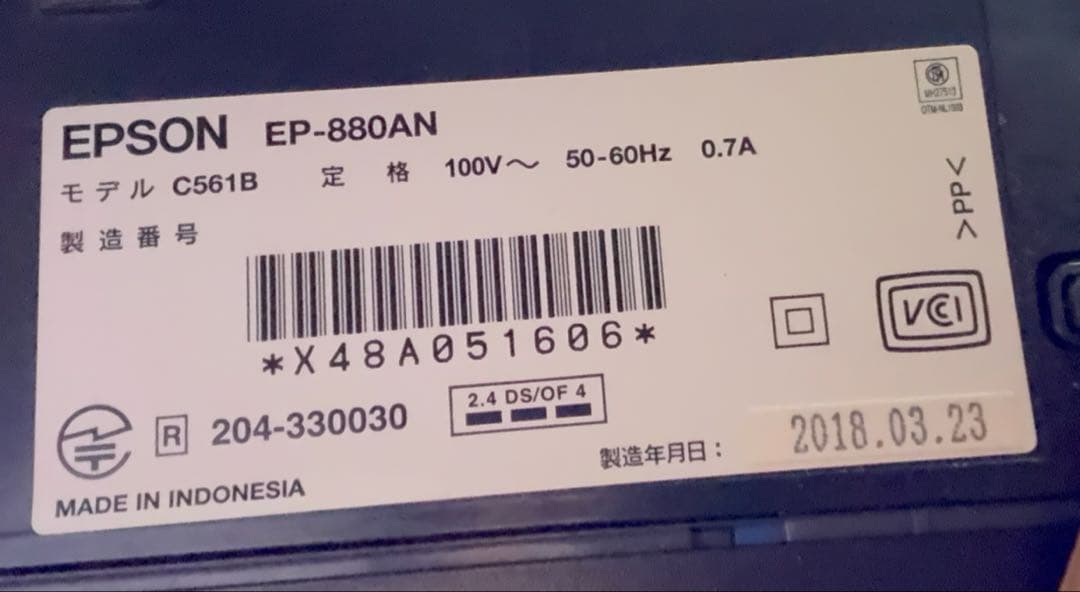 EPSON EP-880AN
モデル C561B 定格 100V～ 50-60Hz 0.7A
製造番号
*X48A051606*
>PP<
VCI
R 204-330030
2.4 DS/OF 4
製造年月日：2018.03.23
MADE IN INDONESIA